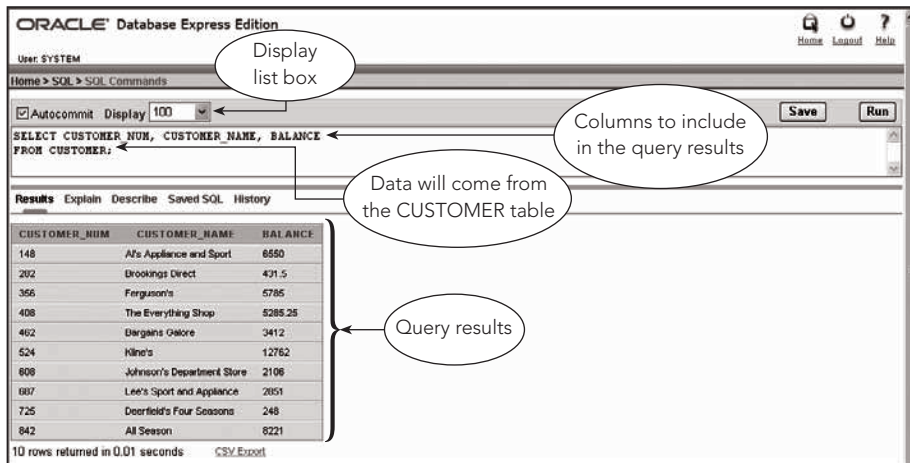 ORACLE Database Express Edition
Home Logout Help
User: SYSTEM
Display
list box
Home > SQL > SQL Commands
Autocommit Display 100
Save Run
SELECT CUSTOMER_NUM, CUSTOMER_NAME, BALANCE
FROM CUSTOMER;
Columns to include
in the query results
Data will come from
the CUSTOMER table
Results Explain Describe Saved SQL History
CUSTOMER_NUM CUSTOMER_NAME BALANCE
148 Al's Appliance and Sport 6550
282 Brookings Direct 431.5
356 Ferguson's 5785
408 The Everything Shop 5285.25
462 Bargains Galore 3412
524 Kline's 12762
608 Johnson's Department Store 2106
687 Lee's Sport and Appliance 2851
725 Deerfield's Four Seasons 248
842 All Season 8221
Query results
10 rows returned in 0.01 seconds CSV Export